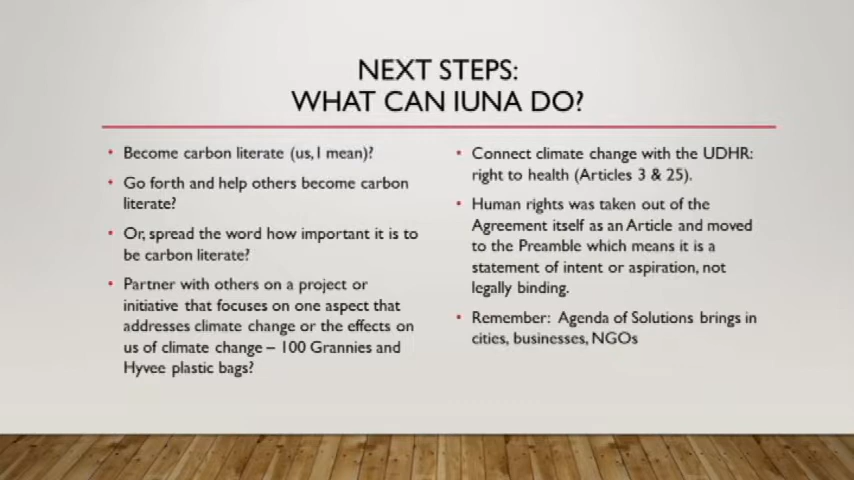 NEXT STEPS:
WHAT CAN IUNA DO?
• Become carbon literate (us, I mean)?
• Go forth and help others become carbon
literate?
• Or, spread the word how important it is to
be carbon literate?
• Partner with others on a project or
initiative that focuses on one aspect that
addresses climate change or the effects on
us of climate change – 100 Grannies and
Hyvee plastic bags?
• Connect climate change with the UDHR:
right to health (Articles 3 & 25).
• Human rights was taken out of the
Agreement itself as an Article and moved
to the Preamble which means it is a
statement of intent or aspiration, not
legally binding.
• Remember: Agenda of Solutions brings in
cities, businesses, NGOs